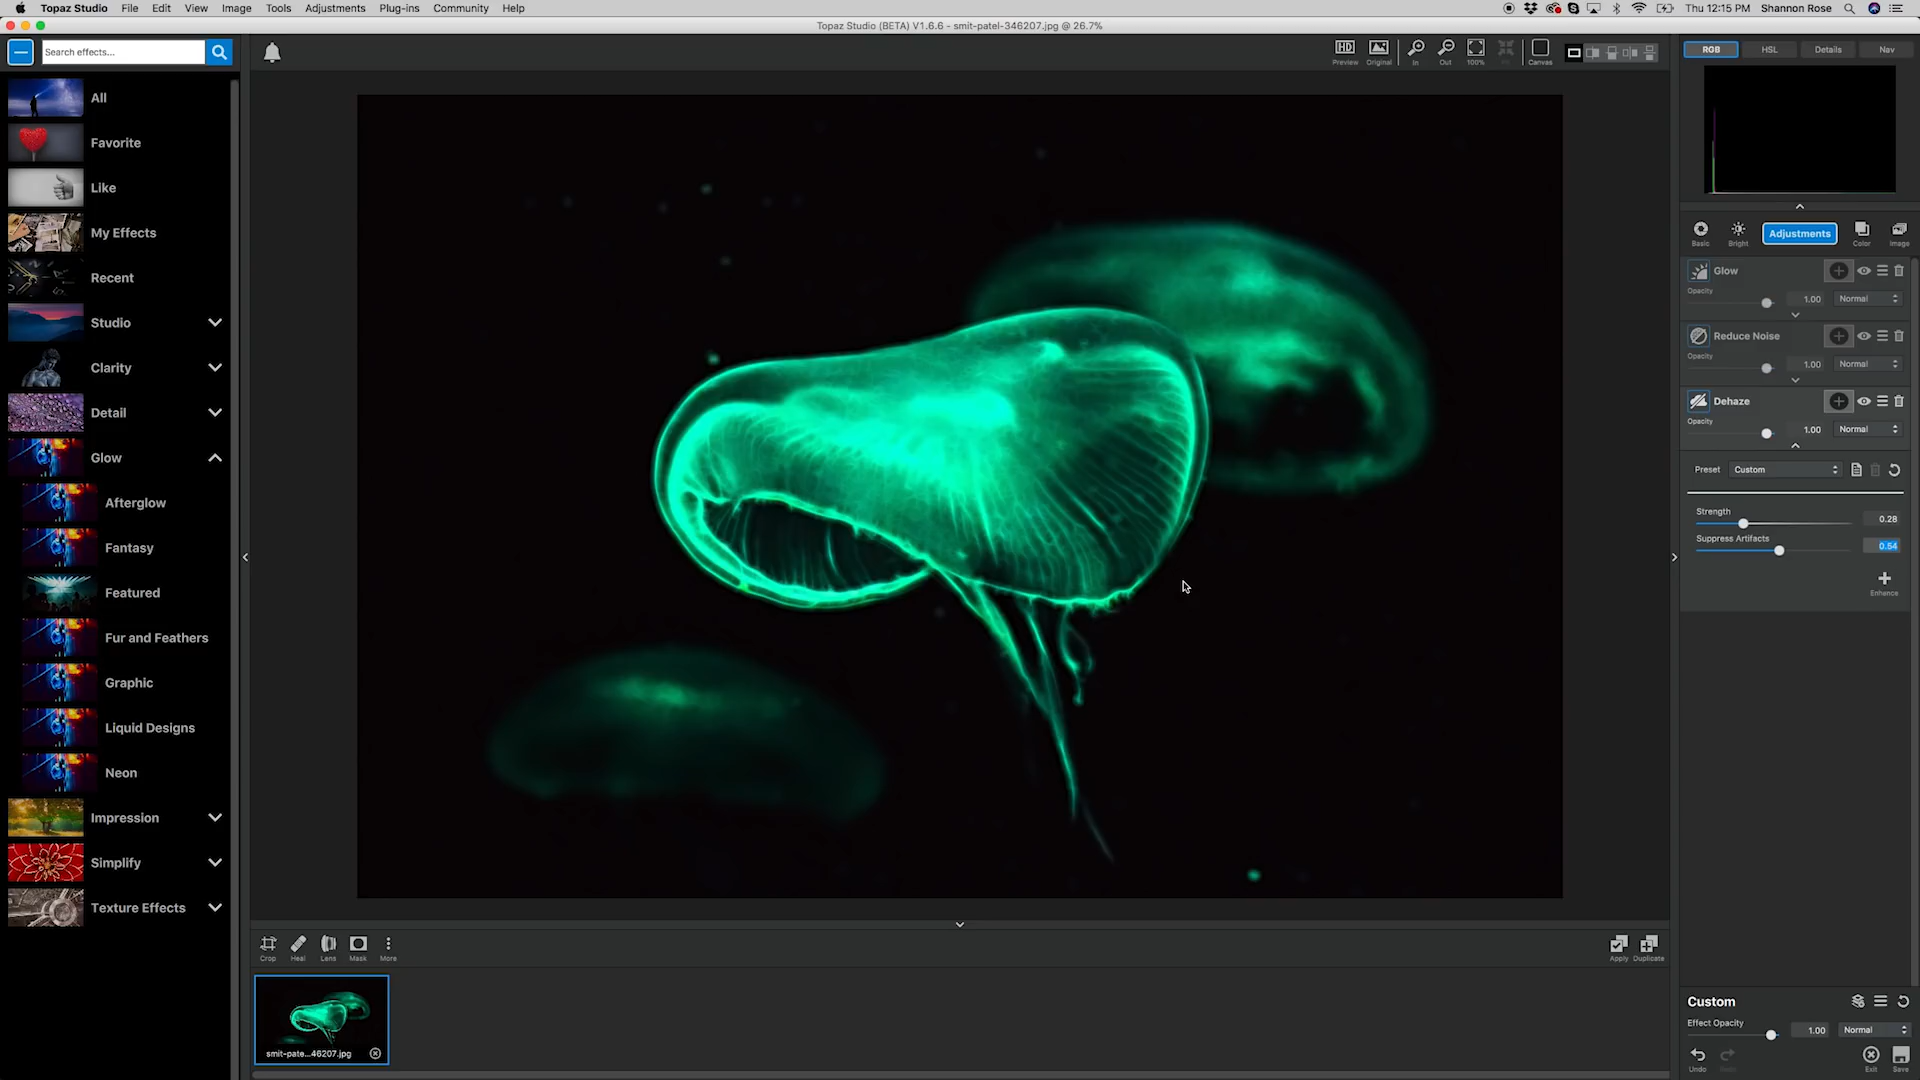 Topaz Studio File Edit View Image Tools Adjustments Plug-ins Community Help
Thu 12:15 PM Shannon Rose
Topaz Studio (BETA) V1.6.6 - smit-patel-346207.jpg @ 26.7%
Search effects...
HD
Preview
Original
In
Out
100%
Canvas
RGB
HSL
Details
Nav
All
Favorite
Like
My Effects
Recent
Studio
Clarity
Detail
Glow
Afterglow
Fantasy
Featured
Fur and Feathers
Graphic
Liquid Designs
Neon
Impression
Simplify
Texture Effects
Basic
Bright
Adjustments
Color
Image
Glow
Opacity
1.00
Normal
Reduce Noise
Opacity
1.00
Normal
Dehaze
Opacity
1.00
Normal
Preset
Custom
Strength
0.28
Suppress Artifacts
0.54
Enhance
Crop
Heal
Lens
Mask
More
Apply
Duplicate
smit-pate...46207.jpg
Custom
Effect Opacity
1.00
Normal
Undo
Exit
Save